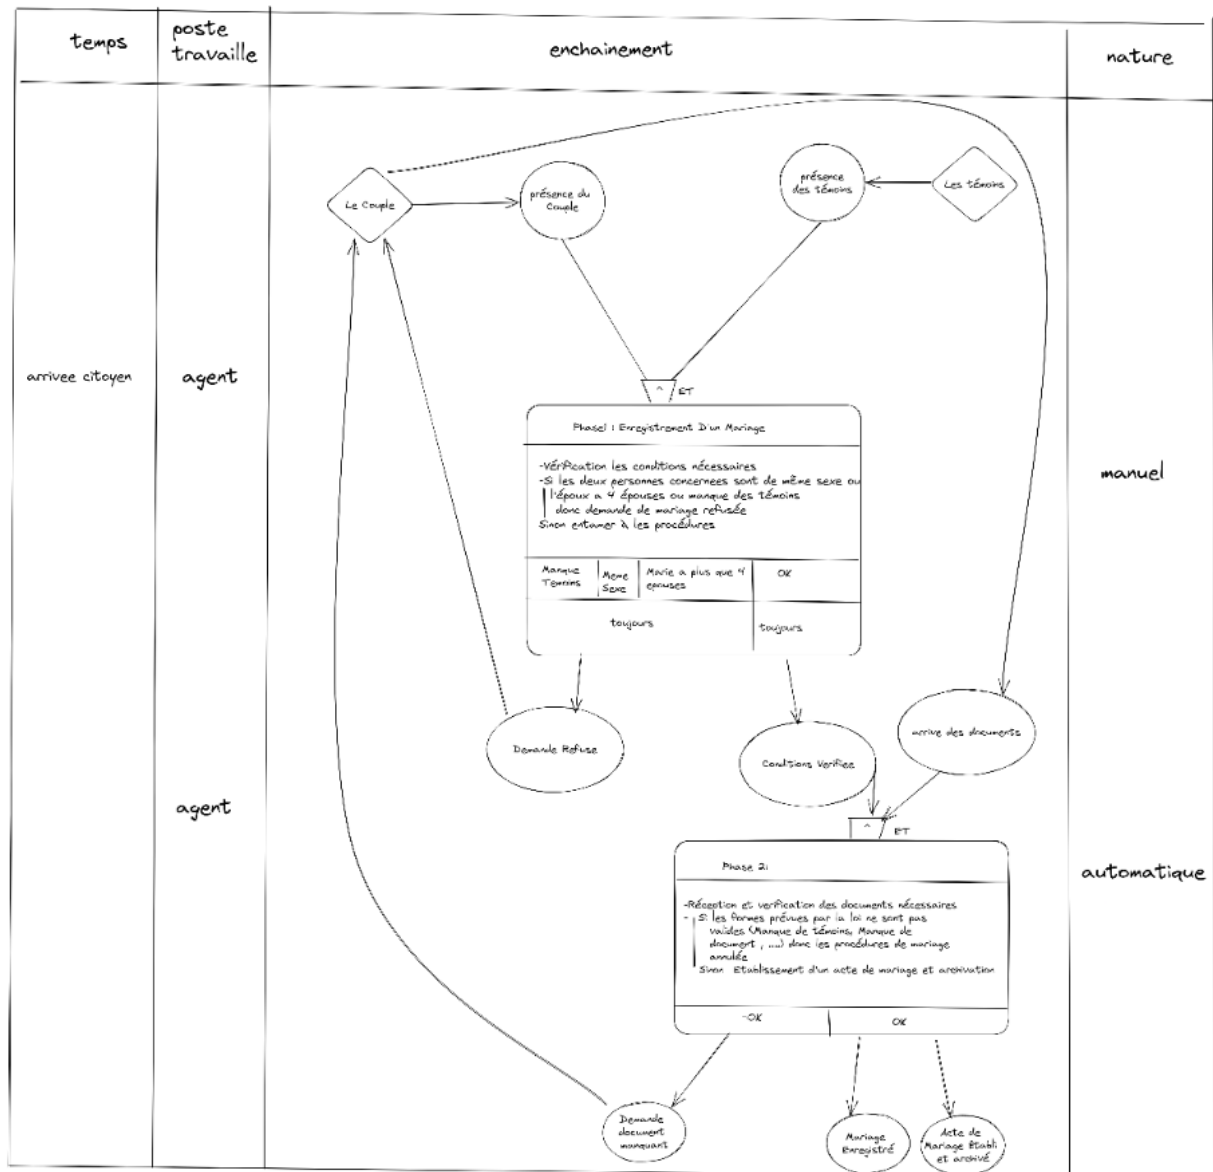 temps
poste
travaille
enchainement
nature
Le Couple
présence du
Couple
présence
des témoins
Les témoins
arrivee citoyen
agent
^
ET
Phase1 : Enregistrement D'un Mariage
-Vérification les conditions nécessaires
-Si les deux personnes concernees sont de même sexe ou
l'époux a 4 épouses ou manque des témoins
donc demande de mariage refusée
Sinon entamer à les procédures
manuel
Manque
Temoins
Meme
Sexe
Marie a plus que 4
epouses
OK
toujours
toujours
Demande Refuse
Conditions Verifiee
arrive des documents
agent
^
ET
Phase 2:
-Réception et verification des documents nécessaires
- Si les formes prévues par la loi ne sont pas
valides (Manque de témoins, Manque de
document , ....) donc les procédures de mariage
annulée
Sinon Etablissement d'un acte de mariage et archivation
automatique
-OK
OK
Demande
document
manquant
Mariage
Enregistré
Acte de
Mariage Établi
et archivé